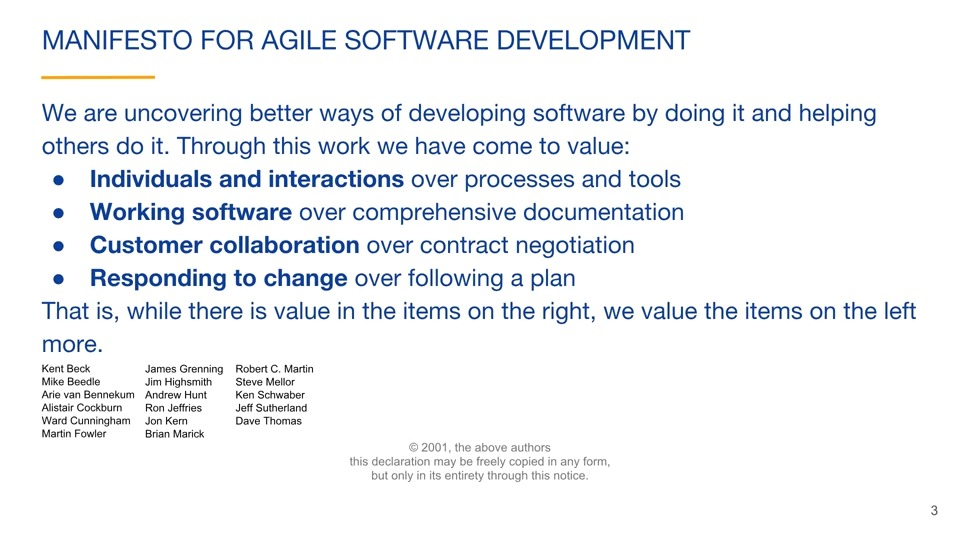 MANIFESTO FOR AGILE SOFTWARE DEVELOPMENT
We are uncovering better ways of developing software by doing it and helping
others do it. Through this work we have come to value:
● Individuals and interactions over processes and tools
● Working software over comprehensive documentation
● Customer collaboration over contract negotiation
● Responding to change over following a plan
That is, while there is value in the items on the right, we value the items on the left
more.
Kent Beck
Mike Beedle
Arie van Bennekum
Alistair Cockburn
Ward Cunningham
Martin Fowler
James Grenning
Jim Highsmith
Andrew Hunt
Ron Jeffries
Jon Kern
Brian Marick
Robert C. Martin
Steve Mellor
Ken Schwaber
Jeff Sutherland
Dave Thomas
© 2001, the above authors
this declaration may be freely copied in any form,
but only in its entirety through this notice.
3